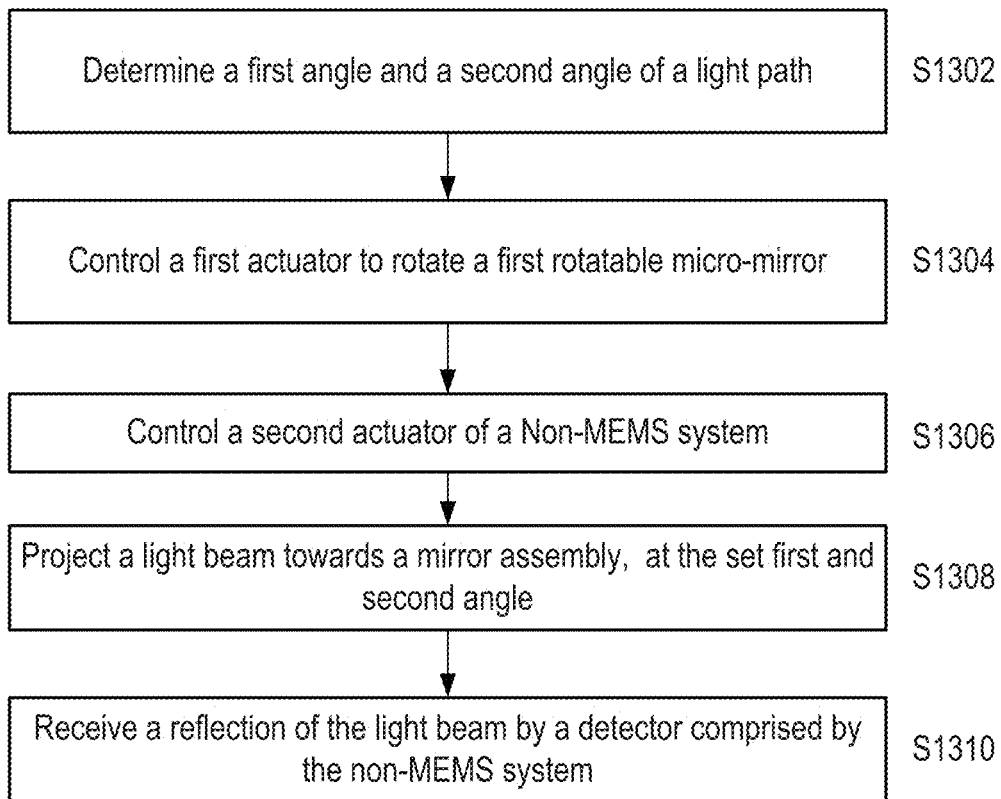 Determine a first angle and a second angle of a light path
S1302
Control a first actuator to rotate a first rotatable micro-mirror
S1304
Control a second actuator of a Non-MEMS system
S1306
Project a light beam towards a mirror assembly, at the set first and
second angle
S1308
Receive a reflection of the light beam by a detector comprised by
the non-MEMS system
S1310